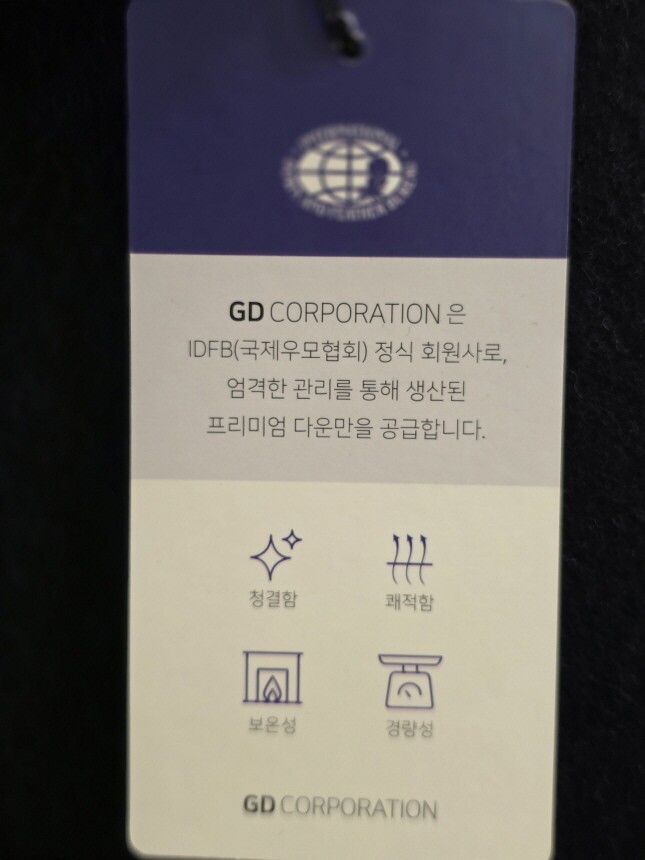 INTERNATIONAL
GD CORPORATION 은
IDFB(국제우모협회) 정식 회원사로,
엄격한 관리를 통해 생산된
프리미엄 다운만을 공급합니다.
청결함
쾌적함
보온성
경량성
GD CORPORATION